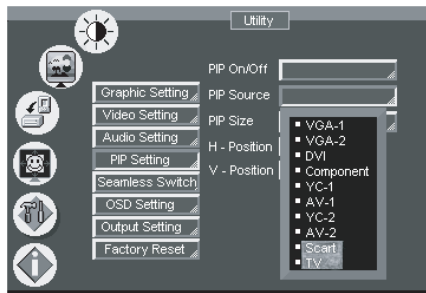 Utility
PIP On/Off
Graphic Setting
PIP Source
Video Setting
PIP Size
Audio Setting
H - Position
PIP Setting
V - Position
Seamless Switch
OSD Setting
Output Setting
Factory Reset
VGA-1
VGA-2
DVI
Component
YC-1
AV-1
YC-2
AV-2
Scart
TV